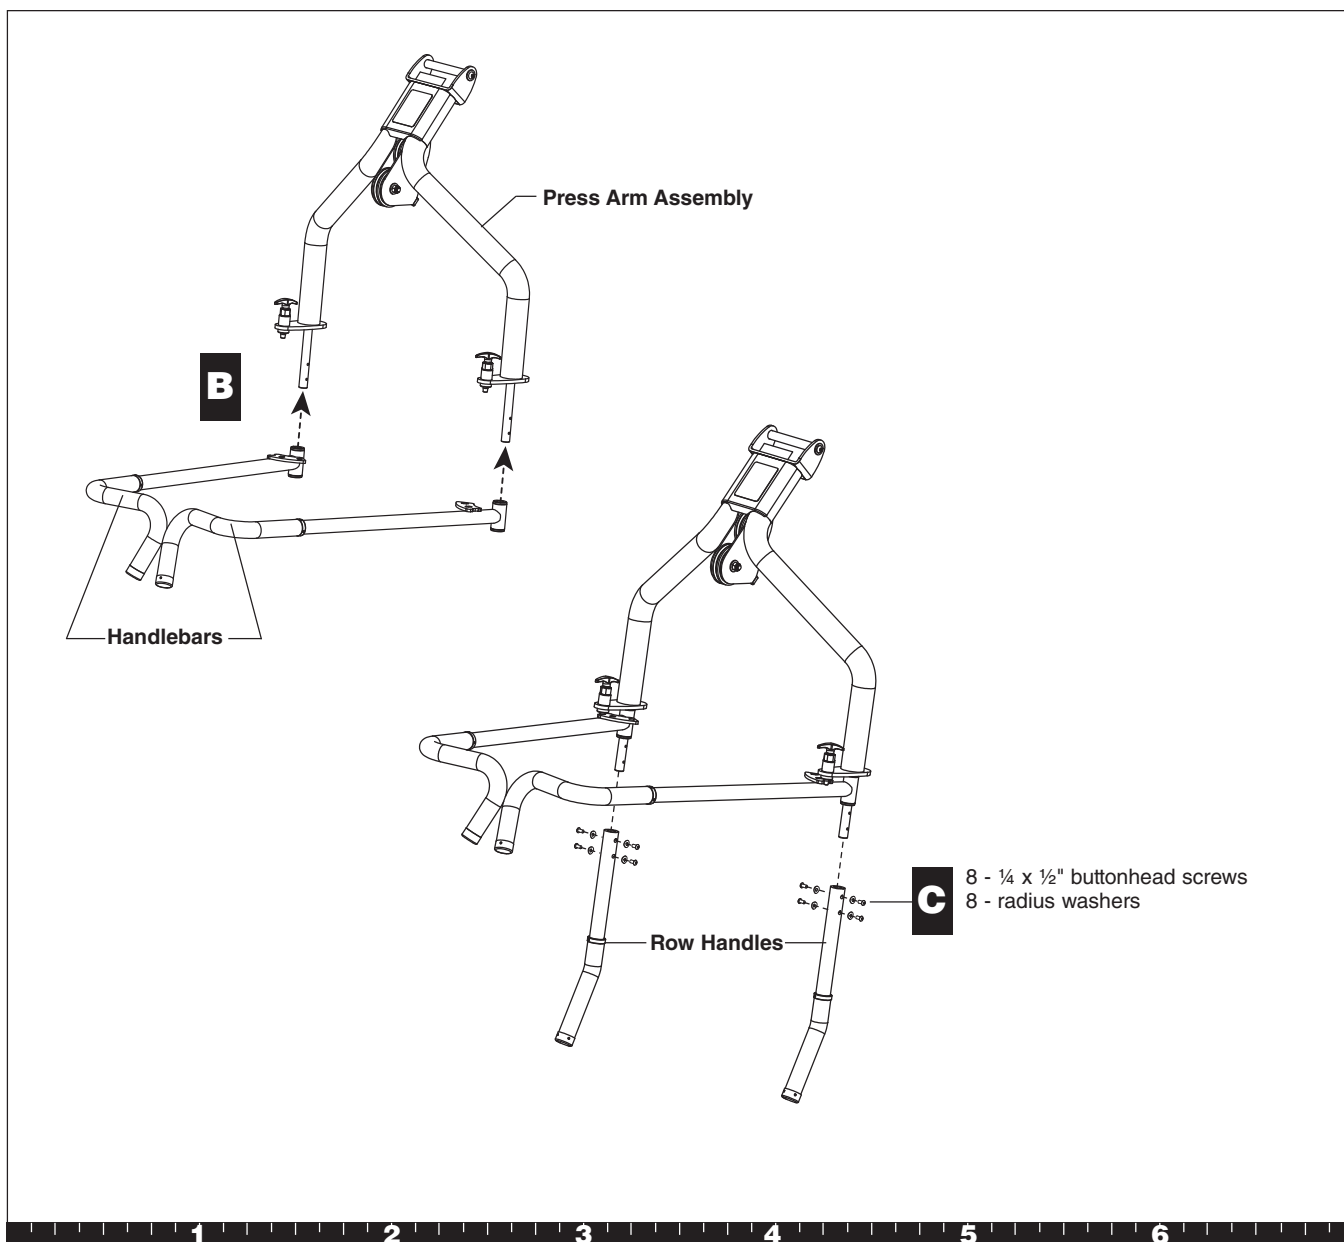 Press Arm Assembly
B
Handlebars
C
8 - ¼ x ½" buttonhead screws
8 - radius washers
Row Handles
1 2 3 4 5 6